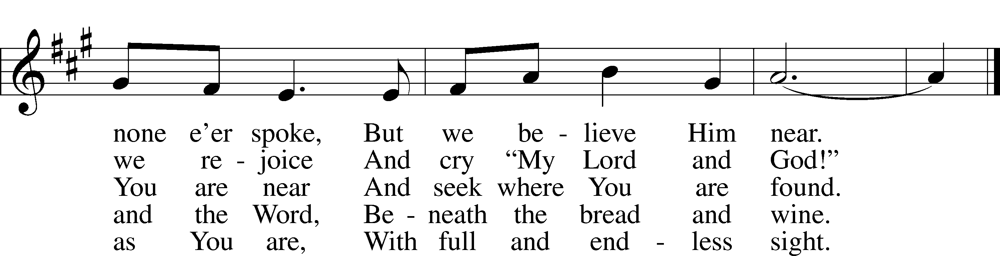 none e’er spoke, But we be - lieve Him near.
we re - joice And cry “My Lord and God!”
You are near And seek where You are found.
and the Word, Be - neath the bread and wine.
as You are, With full and end - less sight.